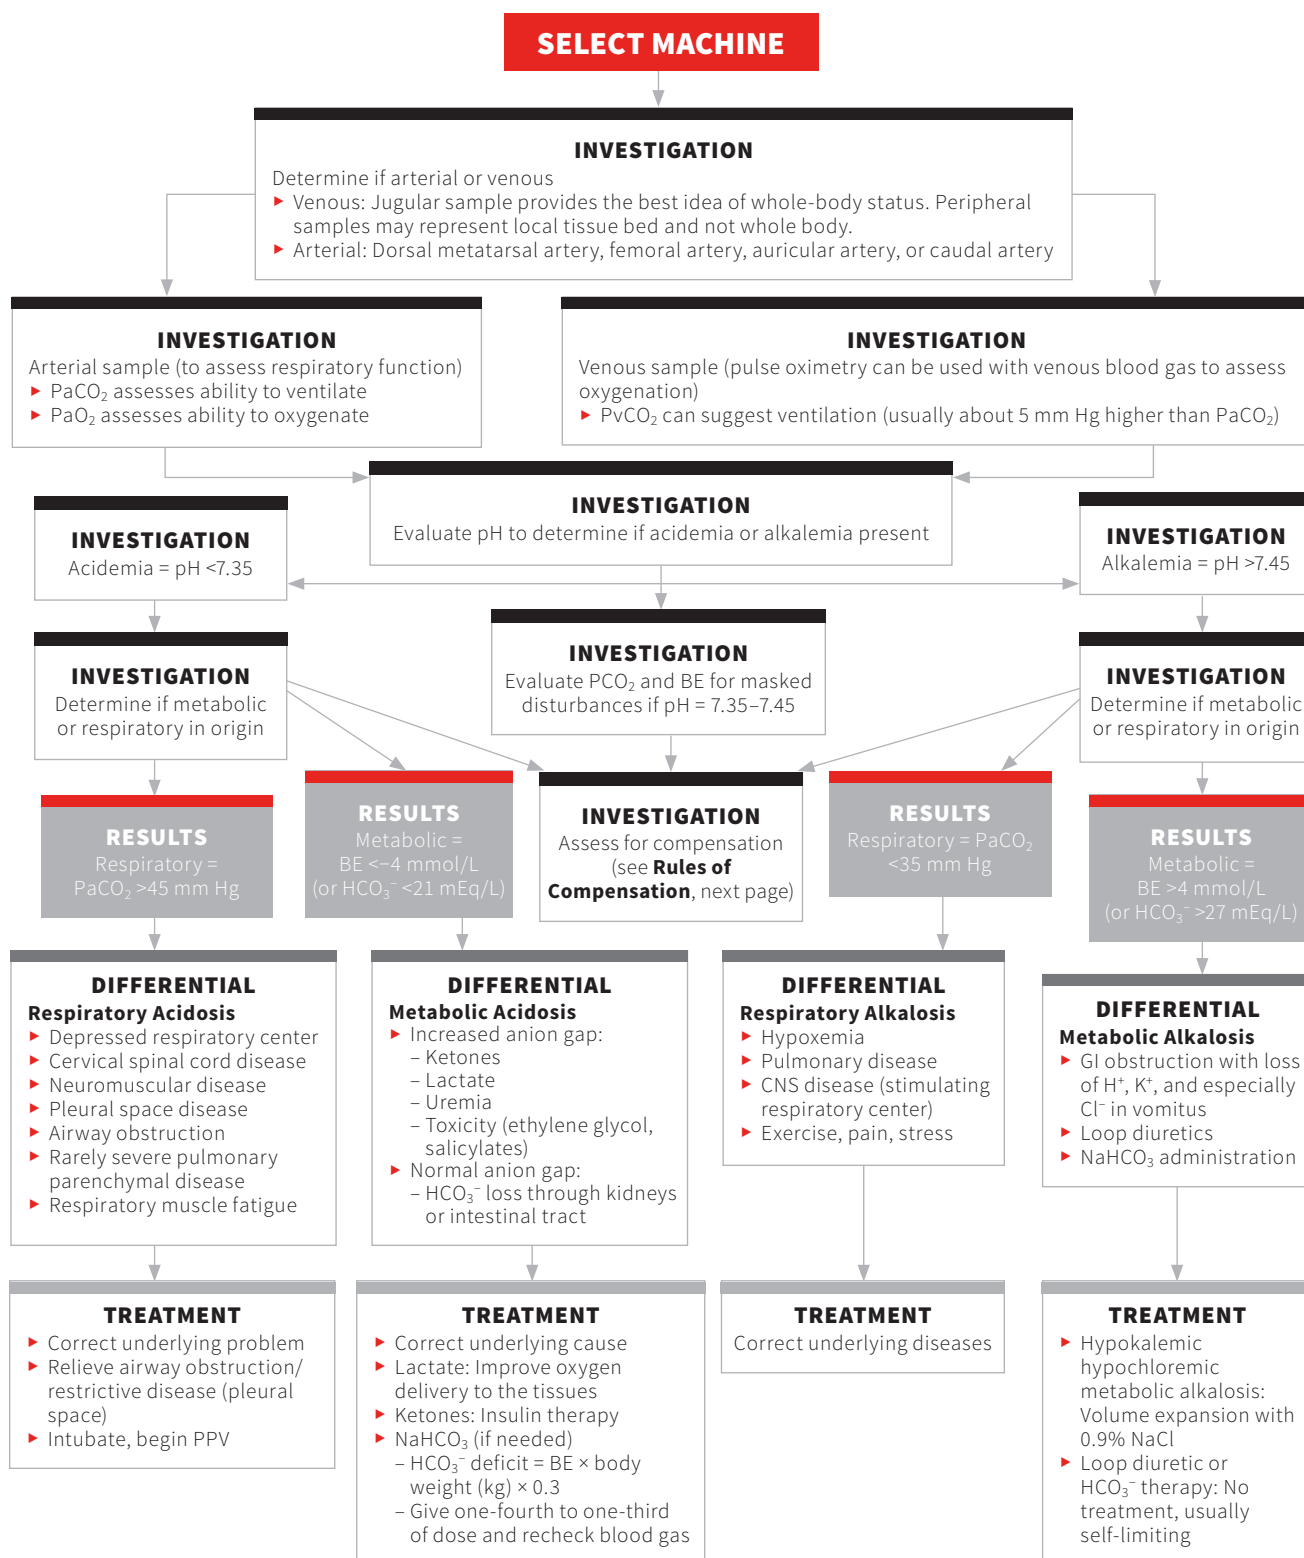 SELECT MACHINE
INVESTIGATION
Determine if arterial or venous
▶ Venous: Jugular sample provides the best idea of whole-body status. Peripheral
samples may represent local tissue bed and not whole body.
▶ Arterial: Dorsal metatarsal artery, femoral artery, auricular artery, or caudal artery
INVESTIGATION
Arterial sample (to assess respiratory function)
▶ PaCO₂ assesses ability to ventilate
▶ PaO₂ assesses ability to oxygenate
INVESTIGATION
Venous sample (pulse oximetry can be used with venous blood gas to assess
oxygenation)
▶ PvCO₂ can suggest ventilation (usually about 5 mm Hg higher than PaCO₂)
INVESTIGATION
Evaluate pH to determine if acidemia or alkalemia present
INVESTIGATION
Acidemia = pH <7.35
INVESTIGATION
Alkalemia = pH >7.45
INVESTIGATION
Determine if metabolic
or respiratory in origin
INVESTIGATION
Evaluate PCO₂ and BE for masked
disturbances if pH = 7.35–7.45
INVESTIGATION
Determine if metabolic
or respiratory in origin
RESULTS
Respiratory =
PaCO₂ >45 mm Hg
RESULTS
Metabolic =
BE <−4 mmol/L
(or HCO₃⁻ <21 mEq/L)
INVESTIGATION
Assess for compensation
(see Rules of
Compensation, next page)
RESULTS
Respiratory = PaCO₂
<35 mm Hg
RESULTS
Metabolic =
BE >4 mmol/L
(or HCO₃⁻ >27 mEq/L)
DIFFERENTIAL
Respiratory Acidosis
▶ Depressed respiratory center
▶ Cervical spinal cord disease
▶ Neuromuscular disease
▶ Pleural space disease
▶ Airway obstruction
▶ Rarely severe pulmonary
parenchymal disease
▶ Respiratory muscle fatigue
DIFFERENTIAL
Metabolic Acidosis
▶ Increased anion gap:
– Ketones
– Lactate
– Uremia
– Toxicity (ethylene glycol,
salicylates)
▶ Normal anion gap:
– HCO₃⁻ loss through kidneys
or intestinal tract
DIFFERENTIAL
Respiratory Alkalosis
▶ Hypoxemia
▶ Pulmonary disease
▶ CNS disease (stimulating
respiratory center)
▶ Exercise, pain, stress
DIFFERENTIAL
Metabolic Alkalosis
▶ GI obstruction with loss
of H⁺, K⁺, and especially
Cl⁻ in vomitus
▶ Loop diuretics
▶ NaHCO₃ administration
TREATMENT
▶ Correct underlying problem
▶ Relieve airway obstruction/
restrictive disease (pleural
space)
▶ Intubate, begin PPV
TREATMENT
▶ Correct underlying cause
▶ Lactate: Improve oxygen
delivery to the tissues
▶ Ketones: Insulin therapy
▶ NaHCO₃ (if needed)
– HCO₃⁻ deficit = BE × body
weight (kg) × 0.3
– Give one-fourth to one-third
of dose and recheck blood gas
TREATMENT
Correct underlying diseases
TREATMENT
▶ Hypokalemic
hypochloremic
metabolic alkalosis:
Volume expansion with
0.9% NaCl
▶ Loop diuretic or
HCO₃⁻ therapy: No
treatment, usually
self-limiting